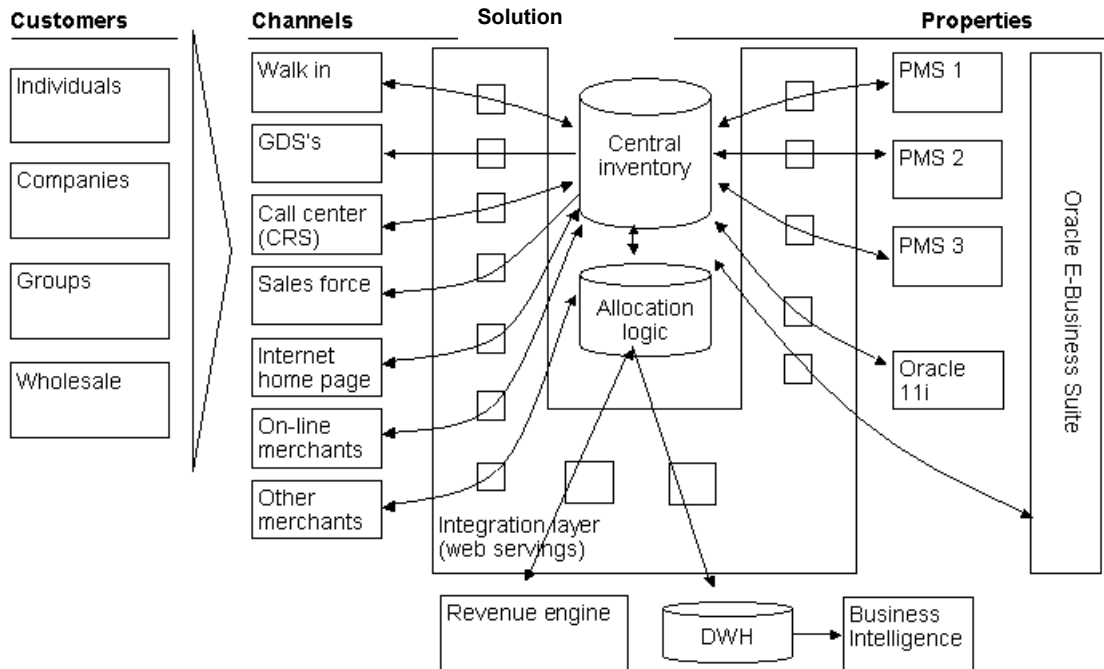 Customers
Channels
Solution
Properties
Individuals
Companies
Groups
Wholesale
Walk in
GDS's
Call center
(CRS)
Sales force
Internet
home page
On-line
merchants
Other
merchants
Central
inventory
Allocation
logic
Integration layer
(web servings)
PMS 1
PMS 2
PMS 3
Oracle
11i
Oracle E-Business Suite
Revenue engine
DWH
Business
Intelligence